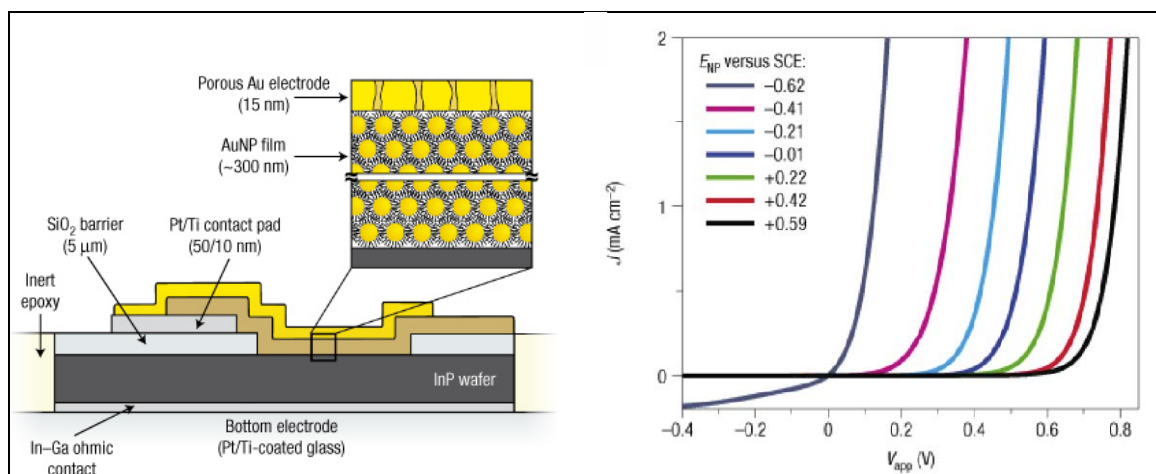 Porous Au electrode
(15 nm)
AuNP film
(~300 nm)
SiO₂ barrier
(5 µm)
Pt/Ti contact pad
(50/10 nm)
Inert
epoxy
InP wafer
In–Ga ohmic
contact
Bottom electrode
(Pt/Ti-coated glass)
E_NP versus SCE:
−0.62
−0.41
−0.21
−0.01
+0.22
+0.42
+0.59
J (mA cm⁻²)
2
1
0
−0.4
−0.2
0
0.2
0.4
0.6
0.8
V_app (V)